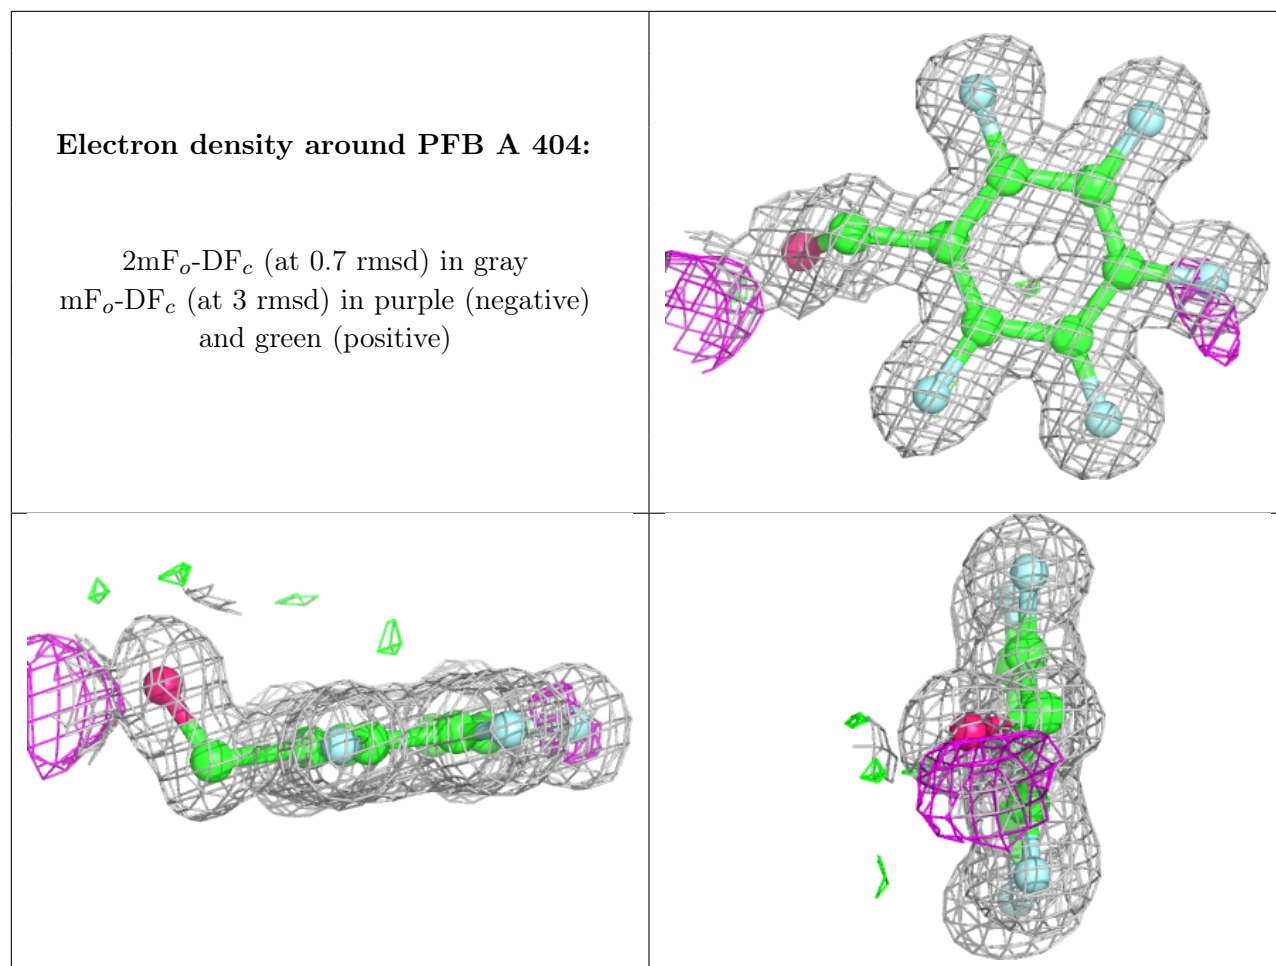 Electron density around PFB A 404:
2mFo-DFc (at 0.7 rmsd) in gray
mFo-DFc (at 3 rmsd) in purple (negative)
and green (positive)